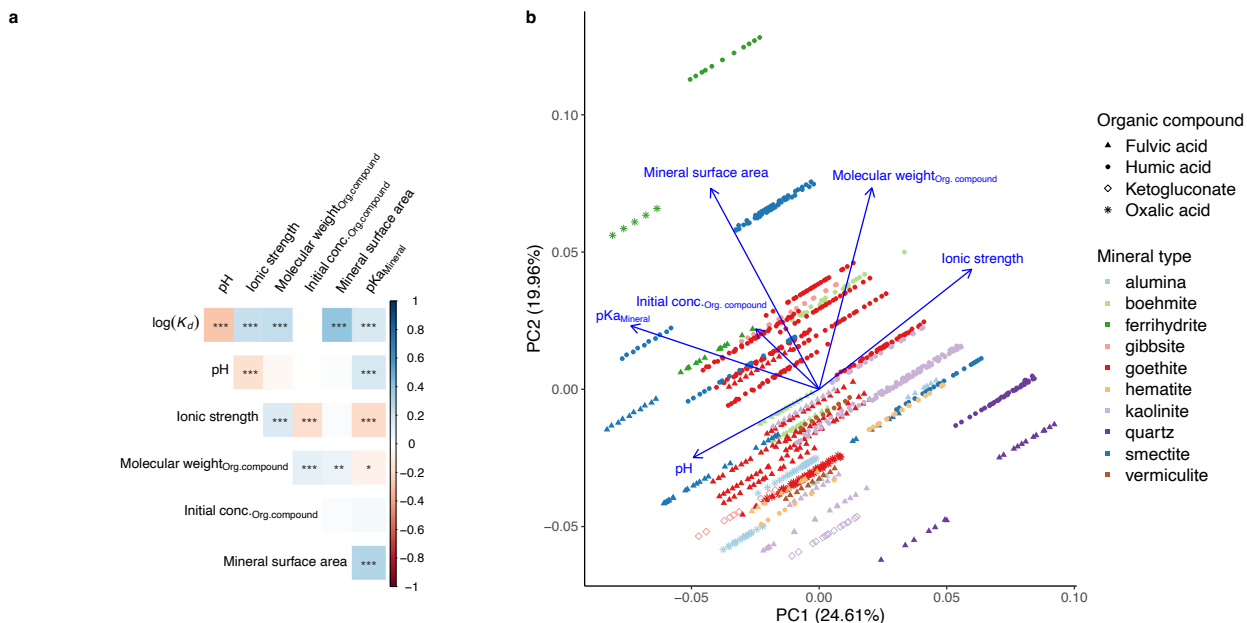 a
pH
Ionic strength
Molecular weightOrg.compound
Initial conc.Org.compound
Mineral surface area
pKaMineral
log(Kd)
*** *** *** *** ***
pH
*** ***
Ionic strength
*** *** ***
Molecular weightOrg.compound
*** ** *
Initial conc.Org.compound
Mineral surface area
***
1
0.8
0.6
0.4
0.2
0
−0.2
−0.4
−0.6
−0.8
−1
b
PC2 (19.96%)
0.10
0.05
0.00
−0.05
Mineral surface area
Molecular weightOrg. compound
Ionic strength
Initial conc.Org. compound
pKaMineral
pH
−0.05 0.00 0.05 0.10
PC1 (24.61%)
Organic compound
Fulvic acid
Humic acid
Ketogluconate
Oxalic acid
Mineral type
alumina
boehmite
ferrihydrite
gibbsite
goethite
hematite
kaolinite
quartz
smectite
vermiculite